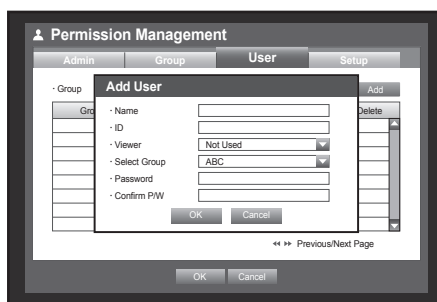 Permission Management
Admin Group User Setup
· Group Add
Add User
Gro Delete
· Name
· ID
· Viewer Not Used
· Select Group ABC
· Password
· Confirm P/W
OK Cancel
Previous/Next Page
OK Cancel